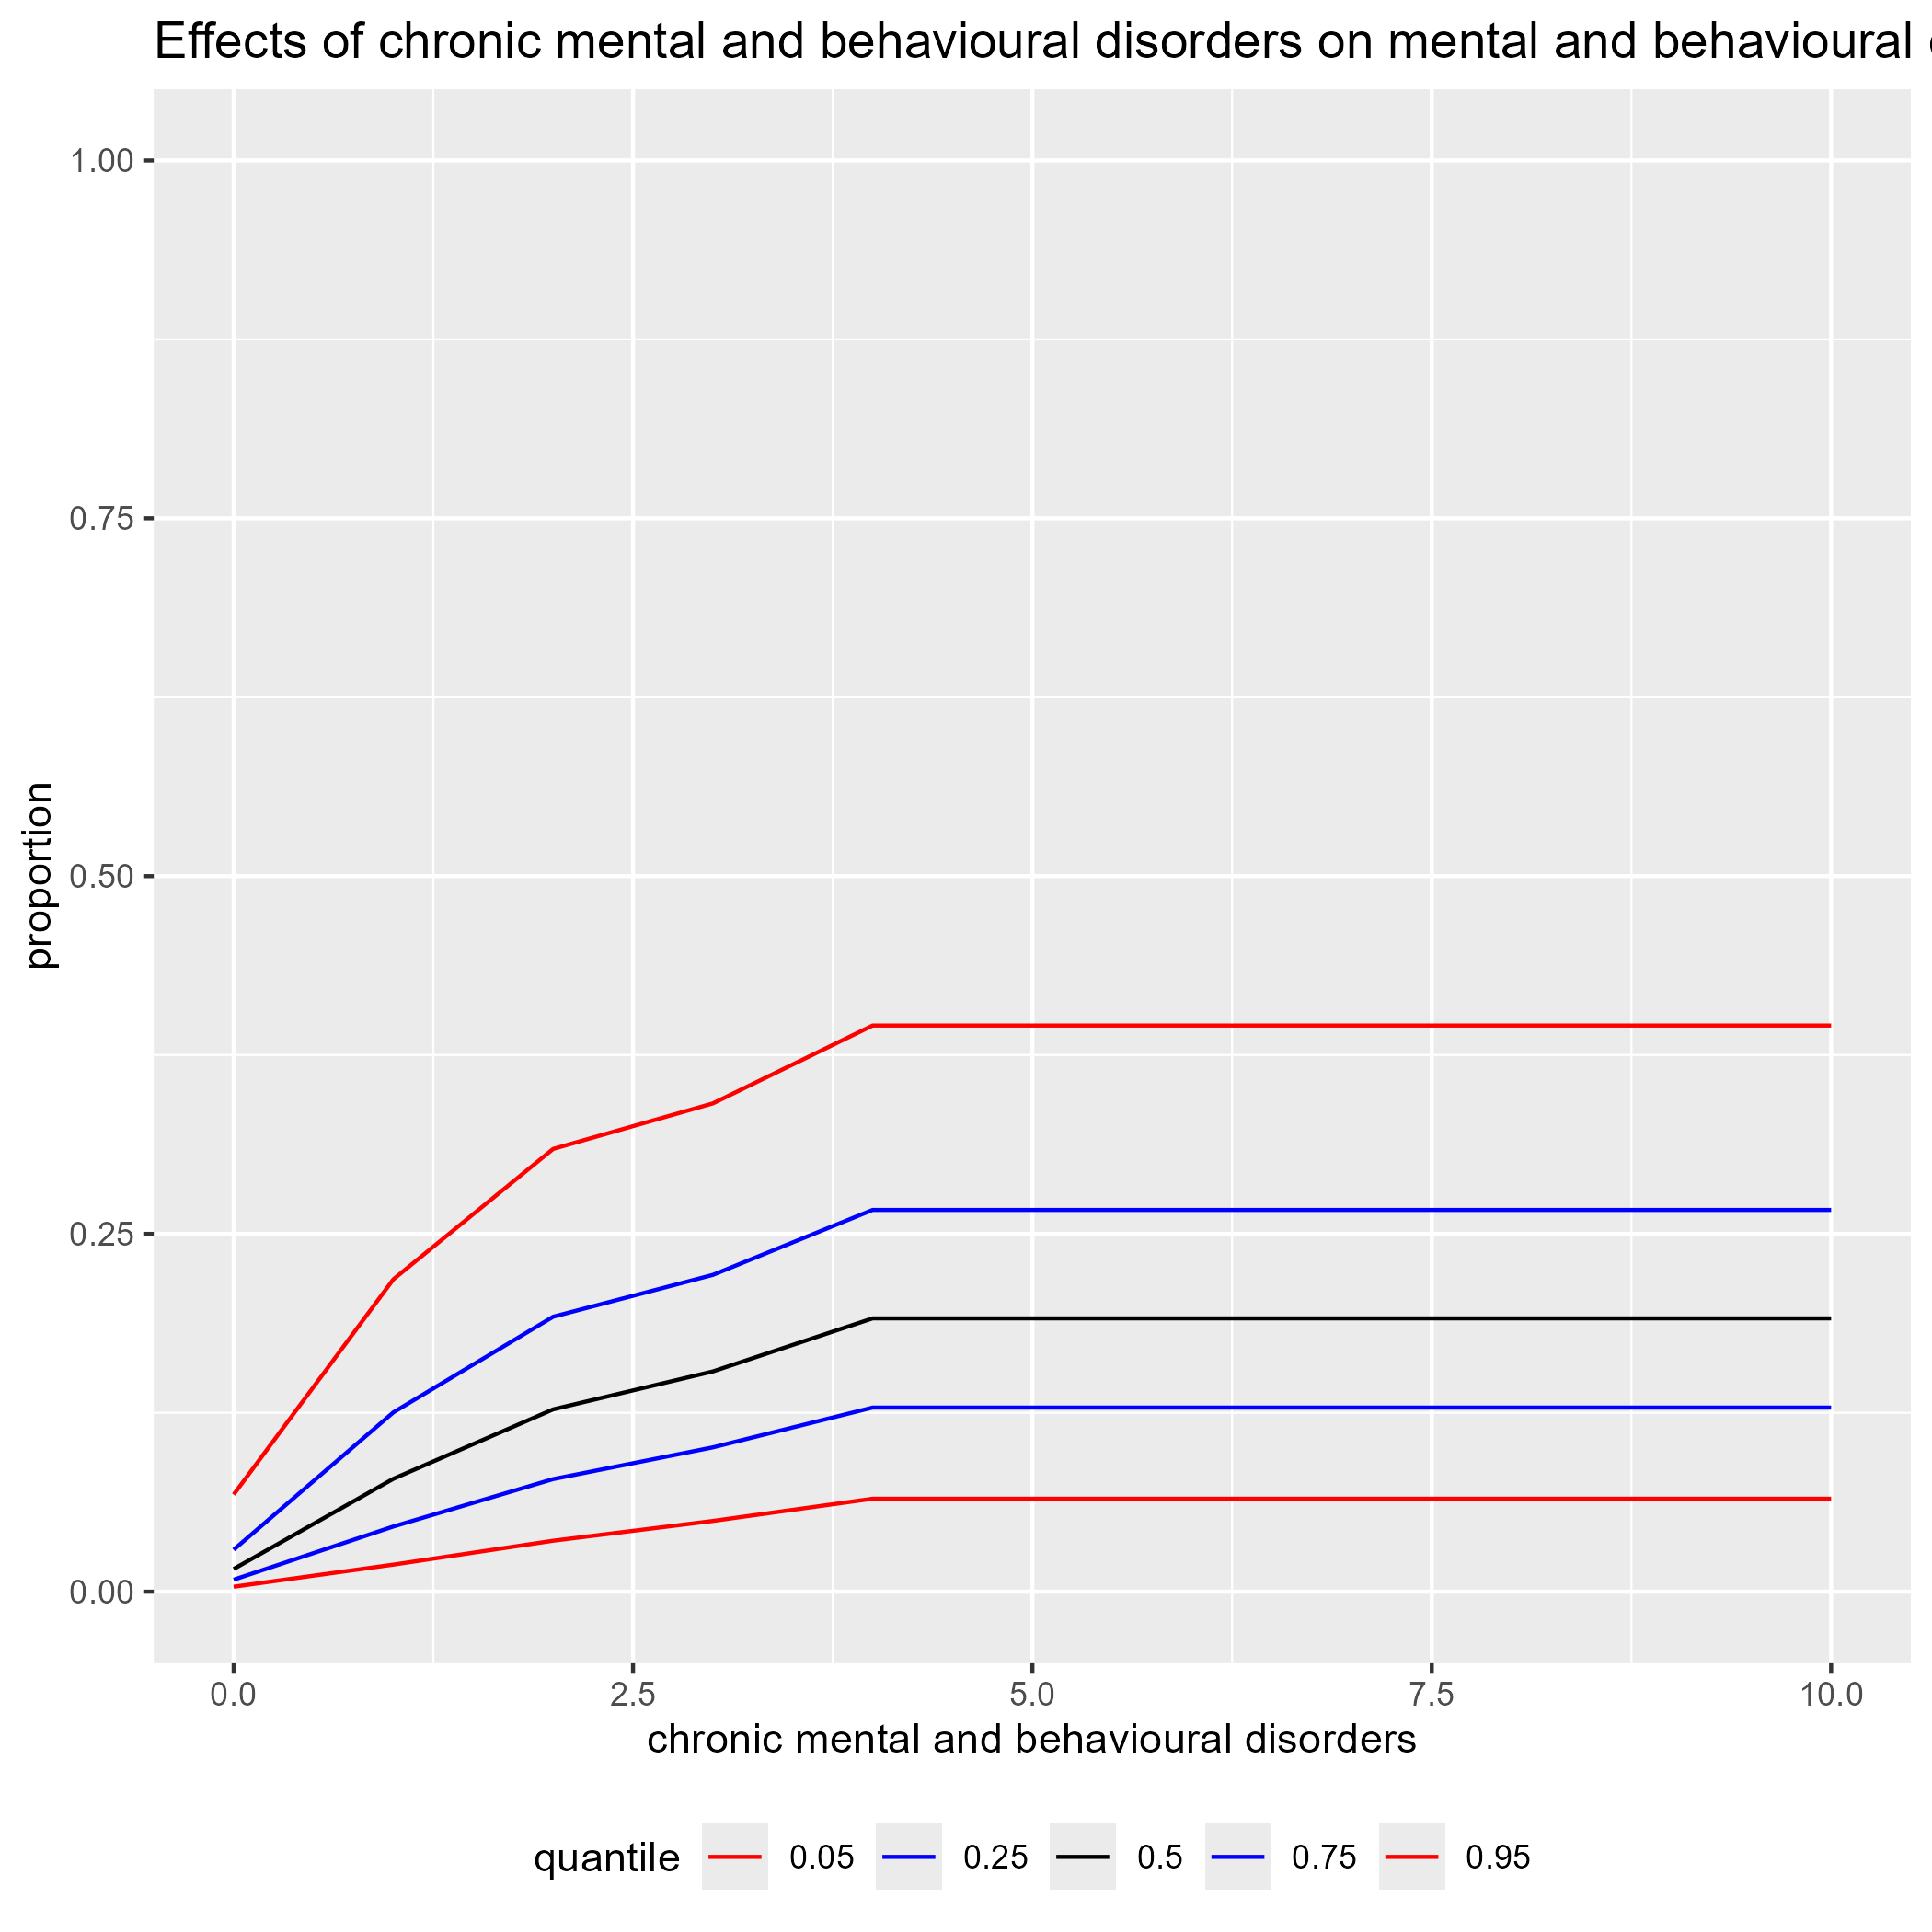 Effects of chronic mental and behavioural disorders on mental and behavioural
1.00
0.75
0.50
0.25
0.00
proportion
0.0 2.5 5.0 7.5 10.0
chronic mental and behavioural disorders
quantile 0.05 0.25 0.5 0.75 0.95